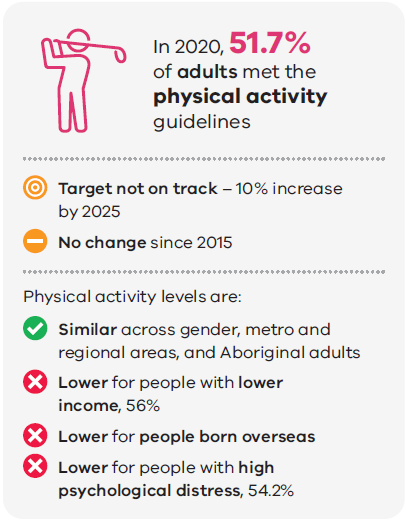 In 2020, 51.7%
of adults met the
physical activity
guidelines
Target not on track – 10% increase
by 2025
No change since 2015
Physical activity levels are:
Similar across gender, metro and
regional areas, and Aboriginal adults
Lower for people with lower
income, 56%
Lower for people born overseas
Lower for people with high
psychological distress, 54.2%